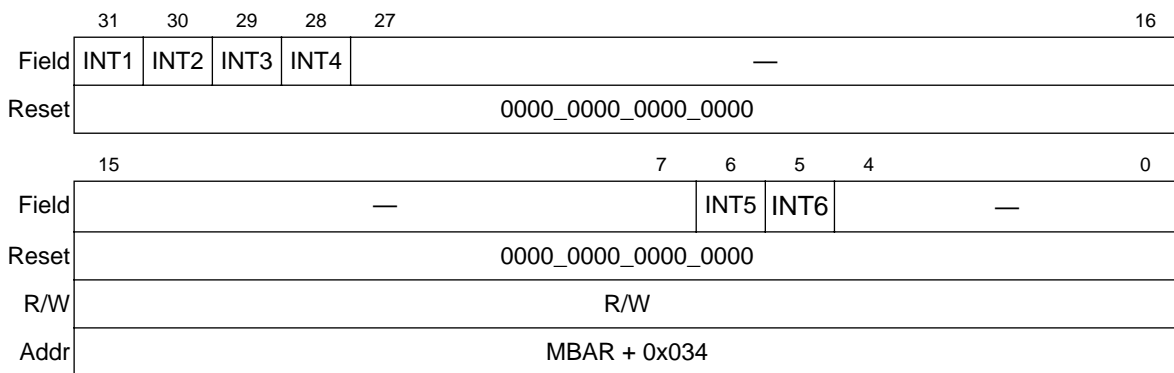 31 30 29 28 27 16
Field INT1 INT2 INT3 INT4 —
Reset 0000_0000_0000_0000
15 7 6 5 4 0
Field — INT5 INT6 —
Reset 0000_0000_0000_0000
R/W R/W
Addr MBAR + 0x034